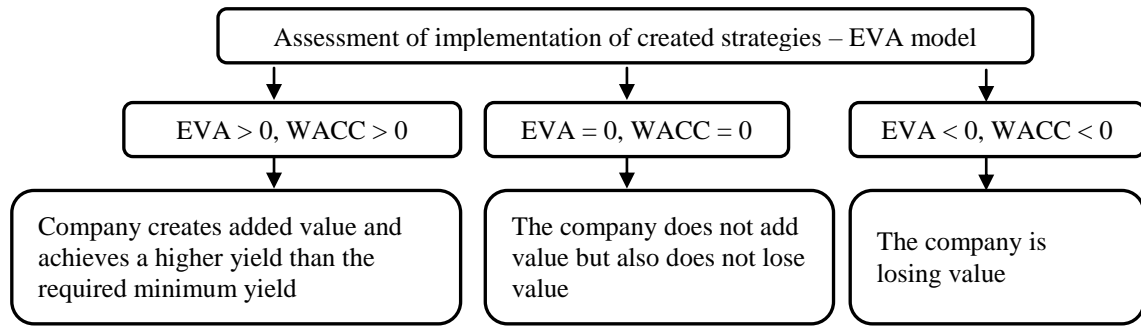 Assessment of implementation of created strategies – EVA model
EVA > 0, WACC > 0
EVA = 0, WACC = 0
EVA < 0, WACC < 0
Company creates added value and
achieves a higher yield than the
required minimum yield
The company does not add
value but also does not lose
value
The company is
losing value